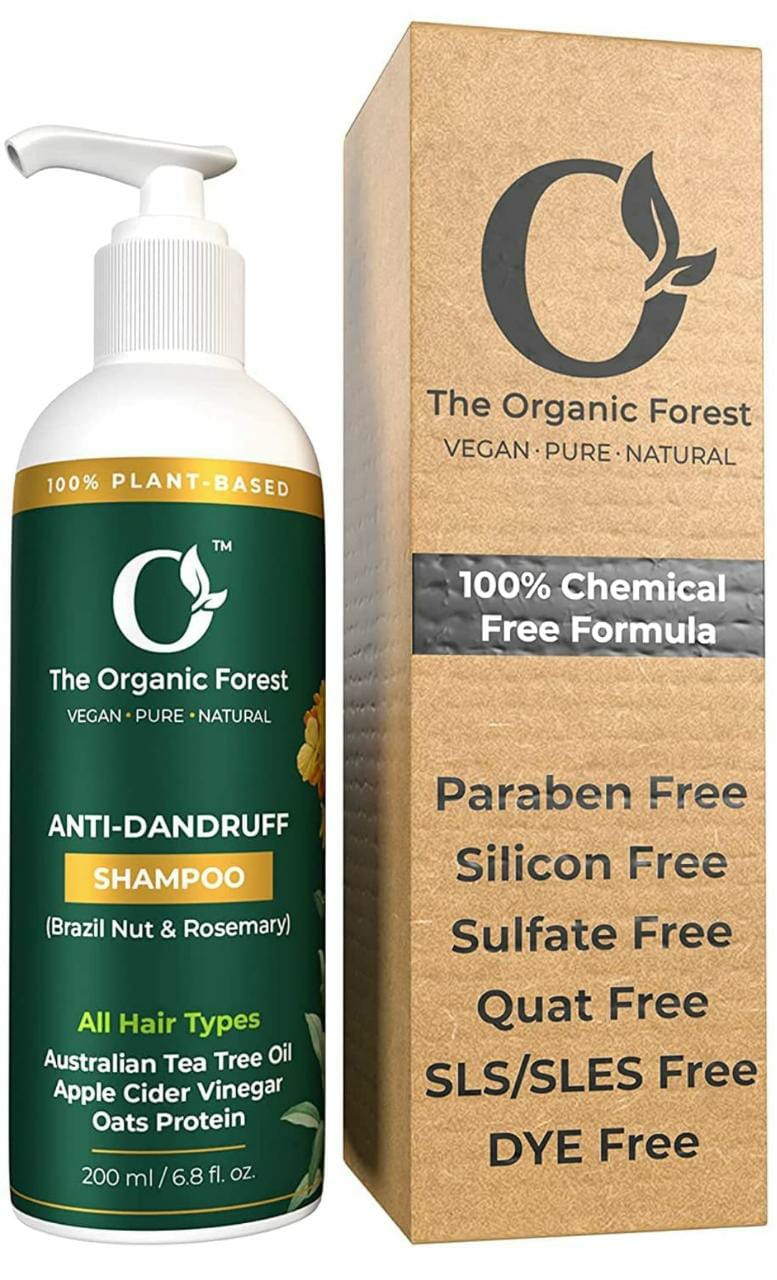 100% PLANT-BASED
TM
The Organic Forest
VEGAN • PURE • NATURAL
ANTI-DANDRUFF
SHAMPOO
(Brazil Nut & Rosemary)
All Hair Types
Australian Tea Tree Oil
Apple Cider Vinegar
Oats Protein
200 ml / 6.8 fl. oz.
The Organic Forest
VEGAN · PURE · NATURAL
100% Chemical
Free Formula
Paraben Free
Silicon Free
Sulfate Free
Quat Free
SLS/SLES Free
DYE Free